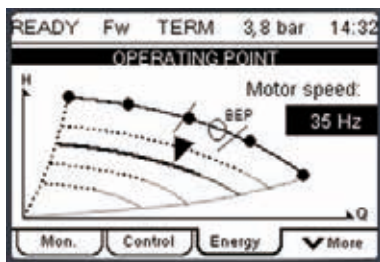 READY Fw TERM 3,8 bar 14:32
OPERATING POINT
H
Motor speed:
BEP
35 Hz
Q
Mon. Control Energy More